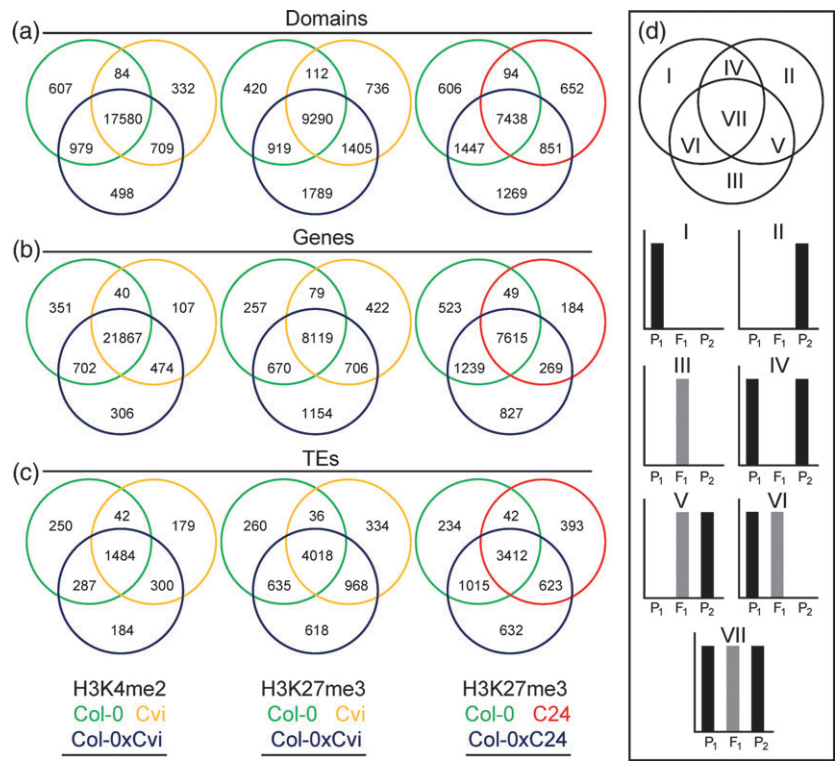 (a) Domains
607 84 332
17580
979 709
498
420 112 736
9290
919 1405
1789
606 94 652
7438
1447 851
1269
(b) Genes
351 40 107
21867
702 474
306
257 79 422
8119
670 706
1154
523 49 184
7615
1239 269
827
(c) TEs
250 42 179
1484
287 300
184
260 36 334
4018
635 968
618
234 42 393
3412
1015 623
632
H3K4me2
Col-0 Cvi
Col-0xCvi
H3K27me3
Col-0 Cvi
Col-0xCvi
H3K27me3
Col-0 C24
Col-0xC24
(d)
I IV II
VII
VI V
III
I
P₁ F₁ P₂
II
P₁ F₁ P₂
III
P₁ F₁ P₂
IV
P₁ F₁ P₂
V
P₁ F₁ P₂
VI
P₁ F₁ P₂
VII
P₁ F₁ P₂